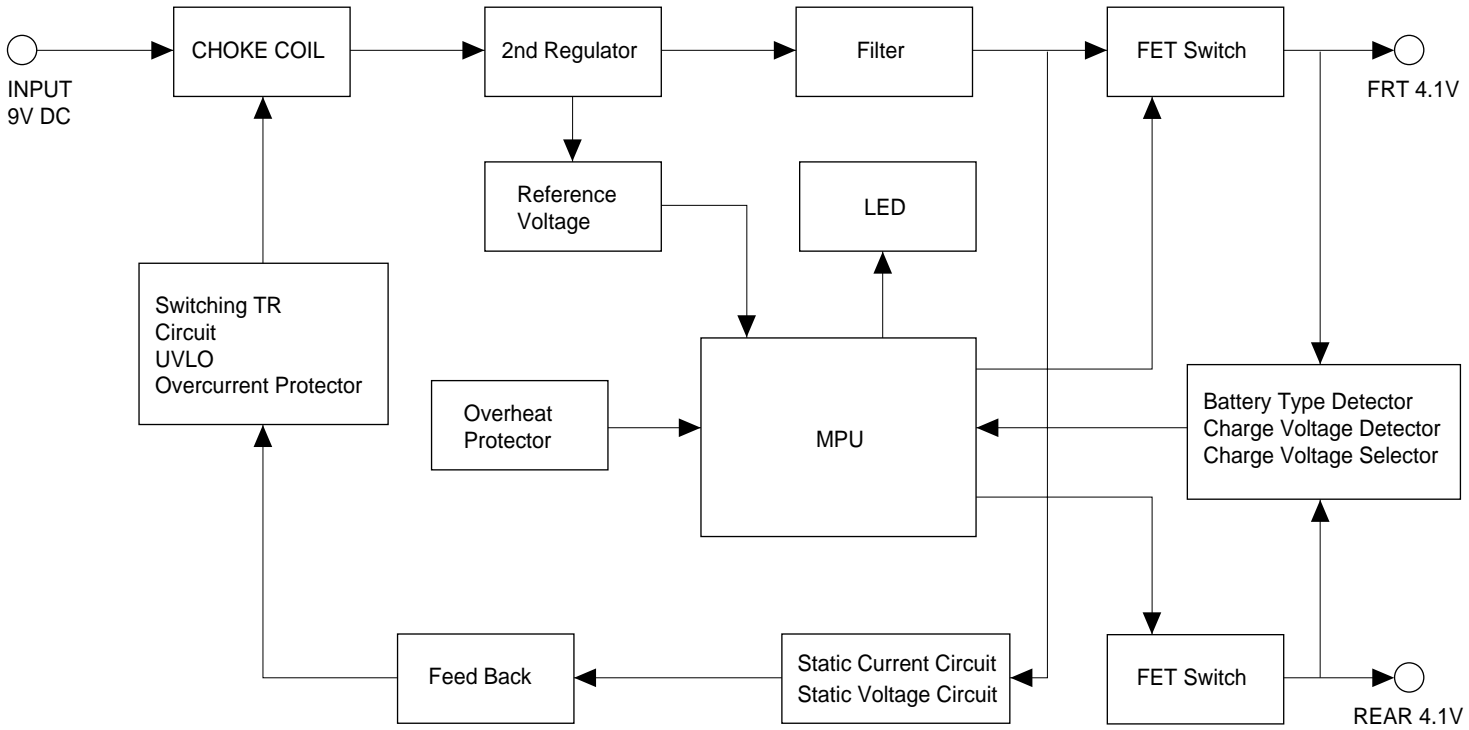 CHOKE COIL
2nd Regulator
Filter
FET Switch
INPUT
9V DC
FRT 4.1V
Reference
Voltage
LED
Switching TR
Circuit
UVLO
Overcurrent Protector
Overheat
Protector
MPU
Battery Type Detector
Charge Voltage Detector
Charge Voltage Selector
Feed Back
Static Current Circuit
Static Voltage Circuit
FET Switch
REAR 4.1V